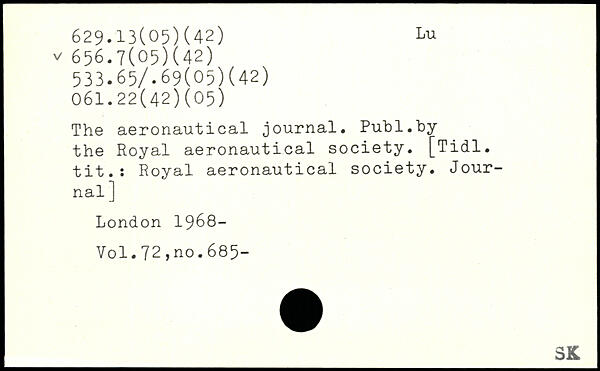 629.13(05)(42) Lu
v 656.7(05)(42)
533.65/.69(05)(42)
061.22(42)(05)
The aeronautical journal. Publ.by
the Royal aeronautical society. [Tidl.
tit.: Royal aeronautical society. Jour-
nal]
London 1968-
Vol.72,no.685-
SK